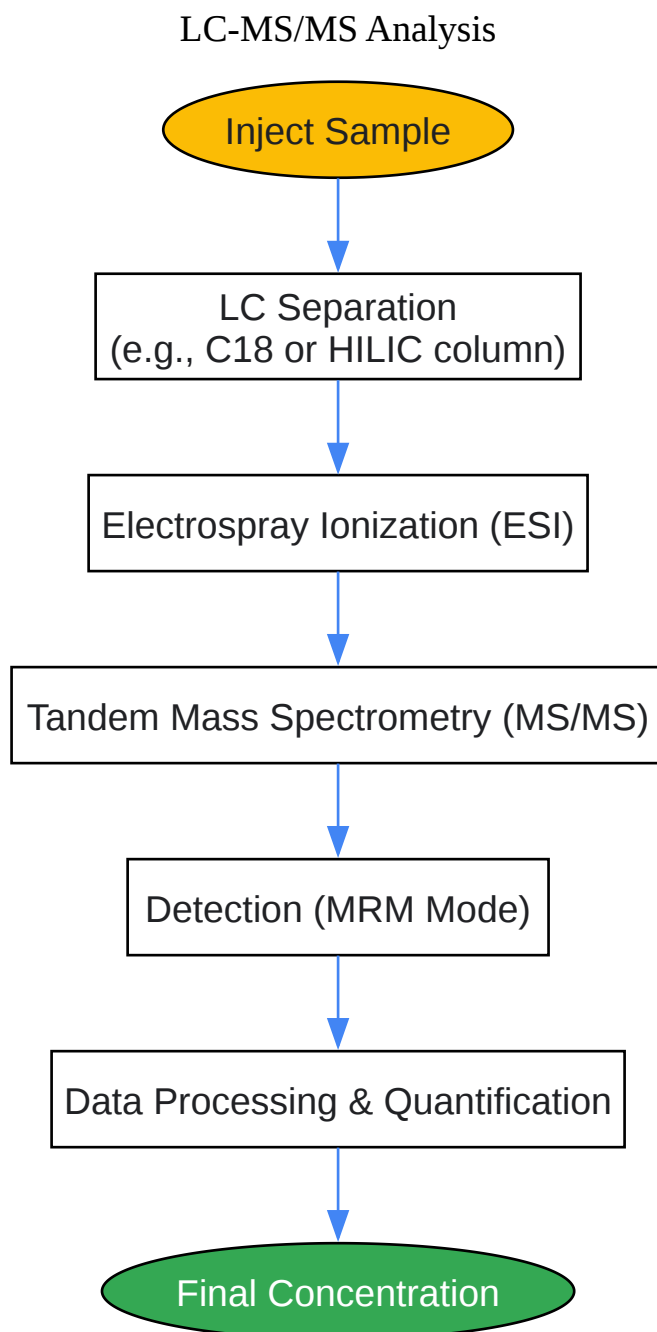 LC-MS/MS Analysis
Inject Sample
LC Separation
(e.g., C18 or HILIC column)
Electrospray Ionization (ESI)
Tandem Mass Spectrometry (MS/MS)
Detection (MRM Mode)
Data Processing & Quantification
Final Concentration